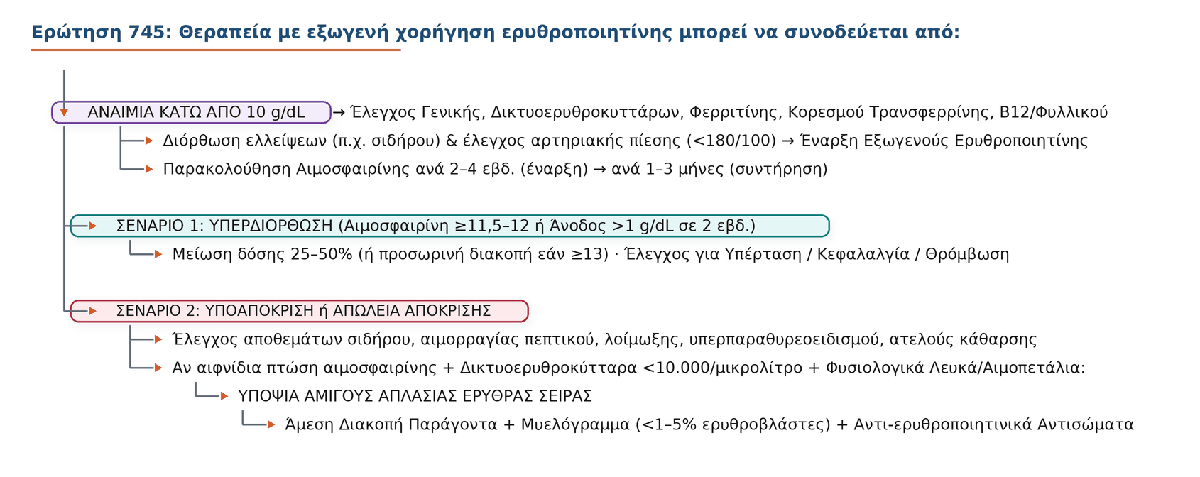 Ερώτηση 745: Θεραπεία με εξωγενή χορήγηση ερυθροποιητίνης μπορεί να συνοδεύεται από:
ΑΝΑΙΜΙΑ ΚΑΤΩ ΑΠΟ 10 g/dL → Έλεγχος Γενικής, Δικτυοερυθροκυττάρων, Φερριτίνης, Κορεσμού Τρανσφερρίνης, Β12/Φυλλικού
Διόρθωση ελλείψεων (π.χ. σιδήρου) & έλεγχος αρτηριακής πίεσης (<180/100) → Έναρξη Εξωγενούς Ερυθροποιητίνης
Παρακολούθηση Αιμοσφαιρίνης ανά 2–4 εβδ. (έναρξη) → ανά 1–3 μήνες (συντήρηση)
ΣΕΝΑΡΙΟ 1: ΥΠΕΡΔΙΟΡΘΩΣΗ (Αιμοσφαιρίνη ≥11,5–12 ή Άνοδος >1 g/dL σε 2 εβδ.)
Μείωση δόσης 25–50% (ή προσωρινή διακοπή εάν ≥13) · Έλεγχος για Υπέρταση / Κεφαλαλγία / Θρόμβωση
ΣΕΝΑΡΙΟ 2: ΥΠΟΑΠΟΚΡΙΣΗ ή ΑΠΩΛΕΙΑ ΑΠΟΚΡΙΣΗΣ
Έλεγχος αποθεμάτων σιδήρου, αιμορραγίας πεπτικού, λοίμωξης, υπερπαραθυρεοειδισμού, ατελούς κάθαρσης
Αν αιφνίδια πτώση αιμοσφαιρίνης + Δικτυοερυθροκύτταρα <10.000/μικρολίτρο + Φυσιολογικά Λευκά/Αιμοπετάλια:
ΥΠΟΨΙΑ ΑΜΙΓΟΥΣ ΑΠΛΑΣΙΑΣ ΕΡΥΘΡΑΣ ΣΕΙΡΑΣ
Άμεση Διακοπή Παράγοντα + Μυελόγραμμα (<1–5% ερυθροβλάστες) + Αντι-ερυθροποιητινικά Αντισώματα